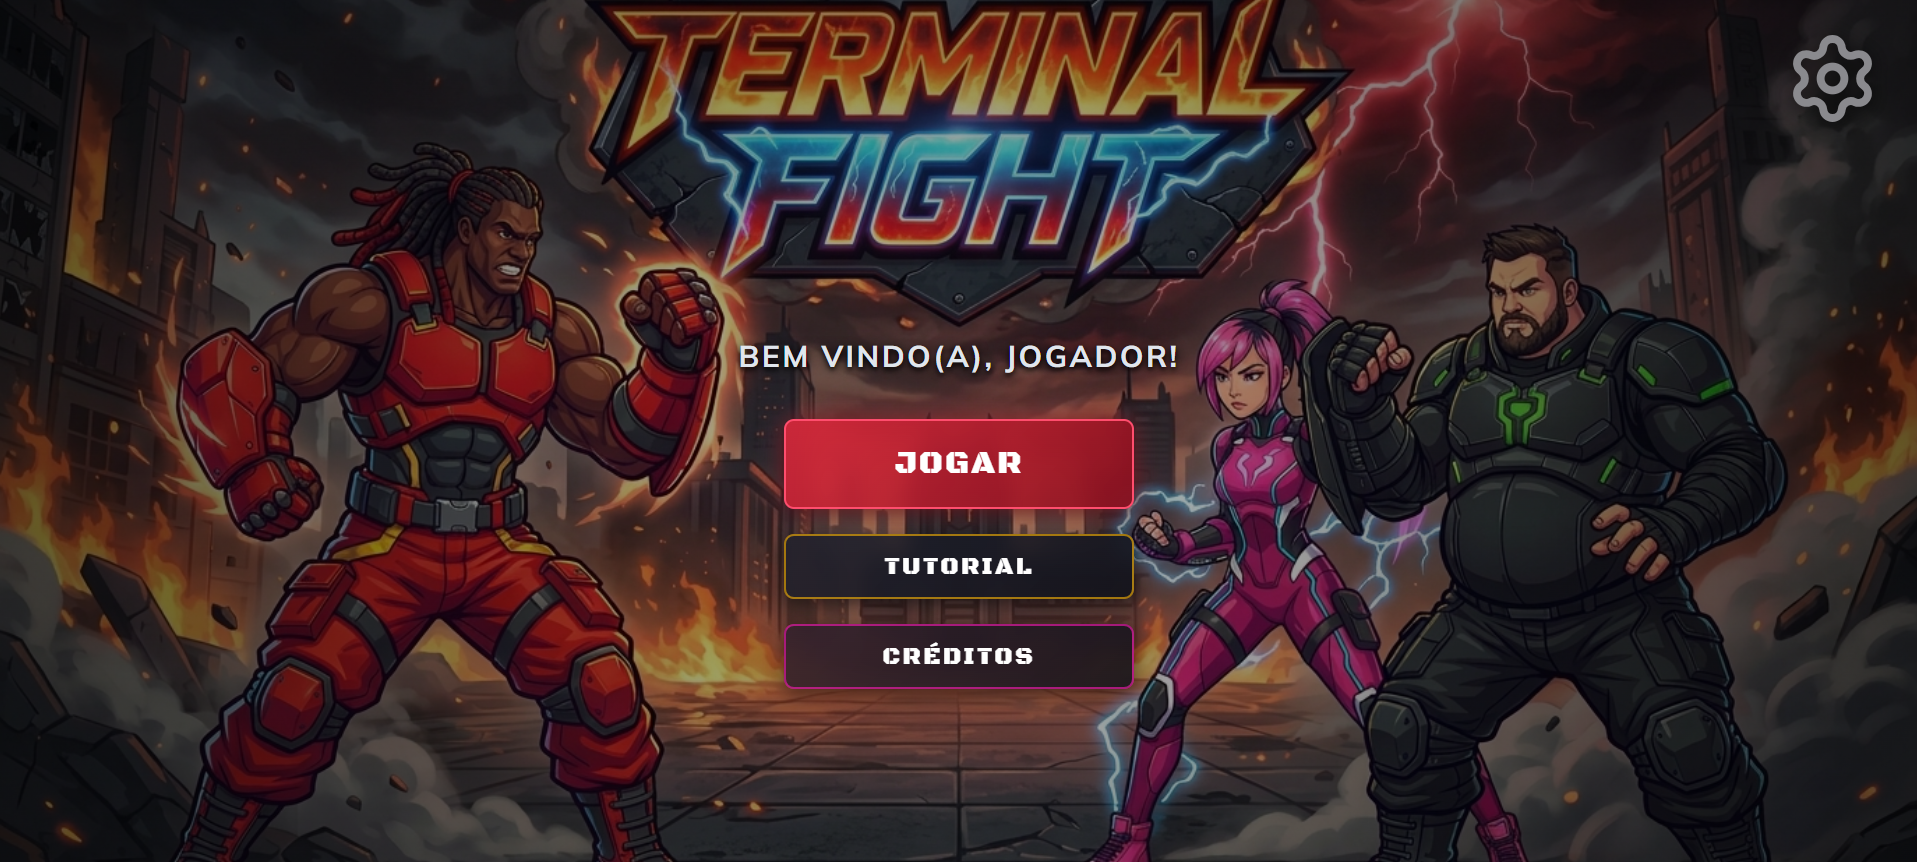 TERMINAL
FIGHT
BEM VINDO(A), JOGADOR!
JOGAR
TUTORIAL
CRÉDITOS